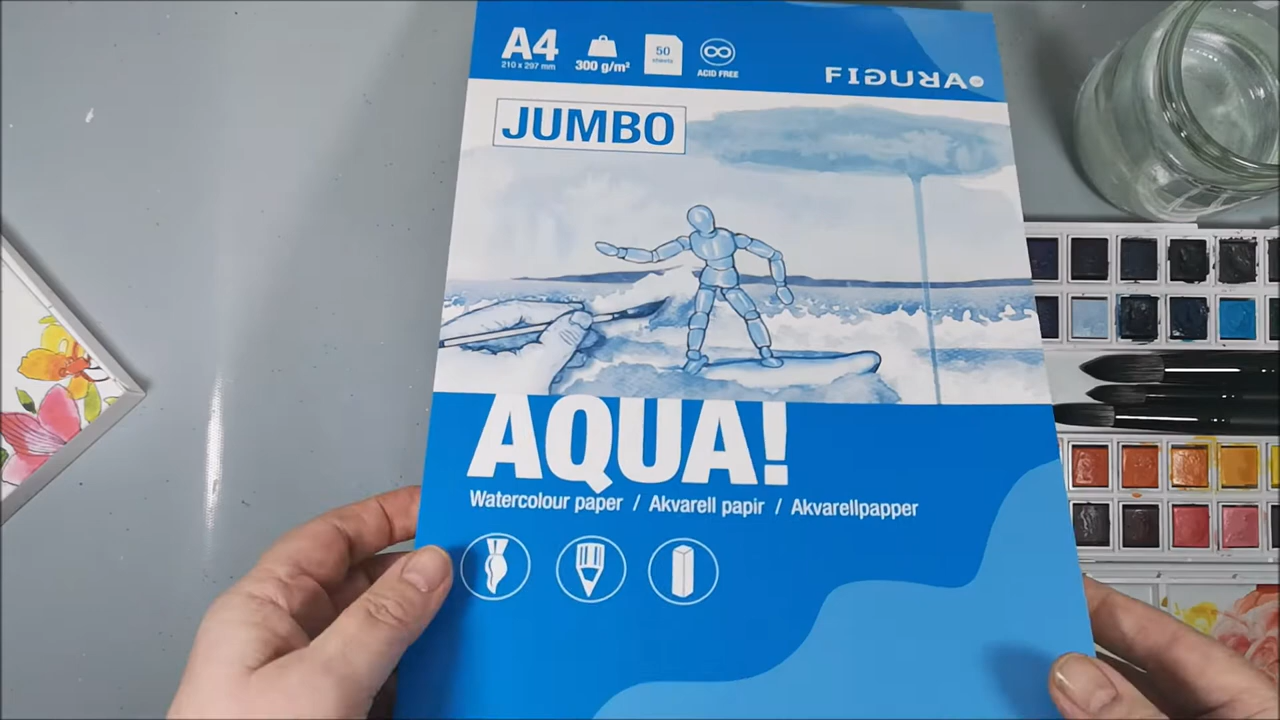 A4
210 x 297 mm
300 g/m²
50
sheets
ACID FREE
FIGURA
JUMBO
AQUA!
Watercolour paper / Akvarell papir / Akvarellpapper